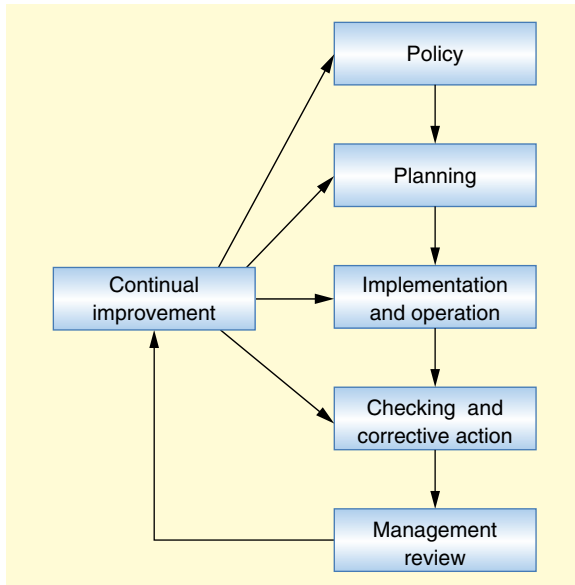 Policy
Planning
Continual
improvement
Implementation
and operation
Checking and
corrective action
Management
review